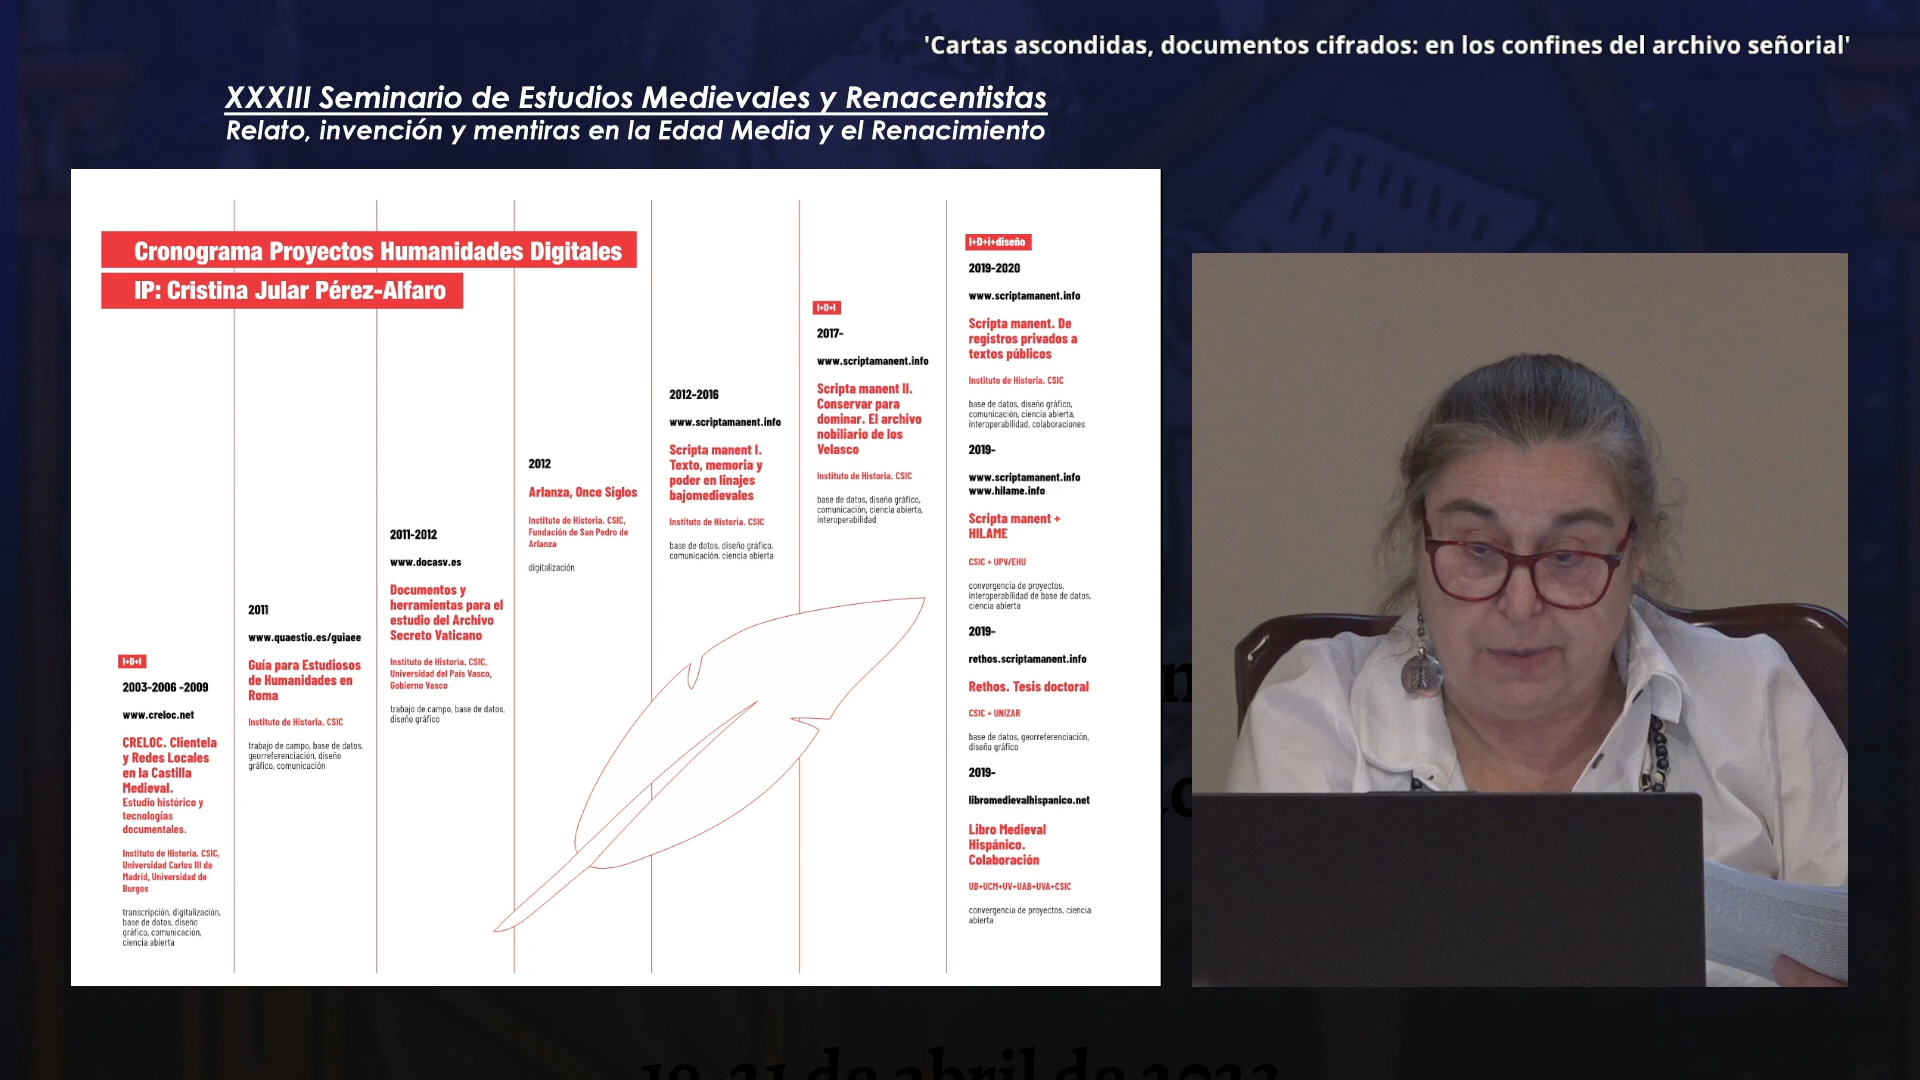 'Cartas ascondidas, documentos cifrados: en los confines del archivo señorial'
XXXIII Seminario de Estudios Medievales y Renacentistas
Relato, invención y mentiras en la Edad Media y el Renacimiento
Cronograma Proyectos Humanidades Digitales
IP: Cristina Jular Pérez-Alfaro
I+D+I
2003-2006 -2009
www.creloc.net
CRELOC. Clientela
y Redes Locales
en la Castilla
Medieval.
Estudio histórico y
tecnologías
documentales.
Instituto de Historia. CSIC,
Universidad Carlos III de
Madrid, Universidad de
Burgos
transcripción, digitalización,
base de datos, diseño
gráfico, comunicación,
ciencia abierta
2011
www.quaestio.es/guiaee
Guía para Estudiosos
de Humanidades en
Roma
Instituto de Historia. CSIC
trabajo de campo, base de datos,
georreferenciación, diseño
gráfico, comunicación
2011-2012
www.docasv.es
Documentos y
herramientas para el
estudio del Archivo
Secreto Vaticano
Instituto de Historia. CSIC,
Universidad del País Vasco,
Gobierno Vasco
trabajo de campo, base de datos,
diseño gráfico
2012
Arlanza, Once Siglos
Instituto de Historia. CSIC,
Fundación de San Pedro de
Arlanza
digitalización
2012-2016
www.scriptamanent.info
Scripta manent I.
Texto, memoria y
poder en linajes
bajomedievales
Instituto de Historia. CSIC
base de datos, diseño gráfico,
comunicación, ciencia abierta
I+D+I
2017-
www.scriptamanent.info
Scripta manent II.
Conservar para
dominar. El archivo
nobiliario de los
Velasco
Instituto de Historia. CSIC
base de datos, diseño gráfico,
comunicación, ciencia abierta,
interoperabilidad
I+D+i+diseño
2019-2020
www.scriptamanent.info
Scripta manent. De
registros privados a
textos públicos
Instituto de Historia. CSIC
base de datos, diseño gráfico,
comunicación, ciencia abierta,
interoperabilidad, colaboraciones
2019-
www.scriptamanent.info
www.hilame.info
Scripta manent +
HILAME
CSIC + UPV/EHU
convergencia de proyectos,
interoperabilidad de base de datos,
ciencia abierta
2019-
rethos.scriptamanent.info
Rethos. Tesis doctoral
CSIC + UNIZAR
base de datos, georreferenciación,
diseño gráfico
2019-
libromedievalhispanico.net
Libro Medieval
Hispánico.
Colaboración
UB+UCM+UV+UAB+UVA+CSIC
convergencia de proyectos, ciencia
abierta
19-21 de abril de 2023